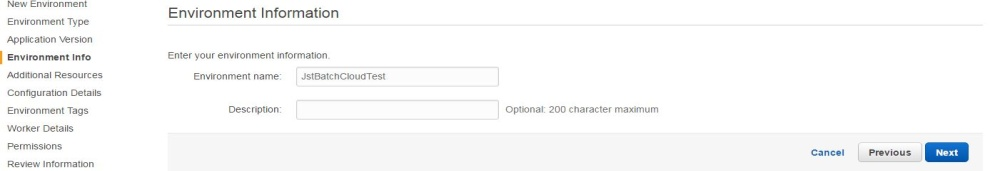 New Environment
Environment Type
Application Version
Environment Info
Additional Resources
Configuration Details
Environment Tags
Worker Details
Permissions
Review Information
Environment Information
Enter your environment information.
Environment name: JstBatchCloudTest
Description: Optional: 200 character maximum
Cancel Previous Next